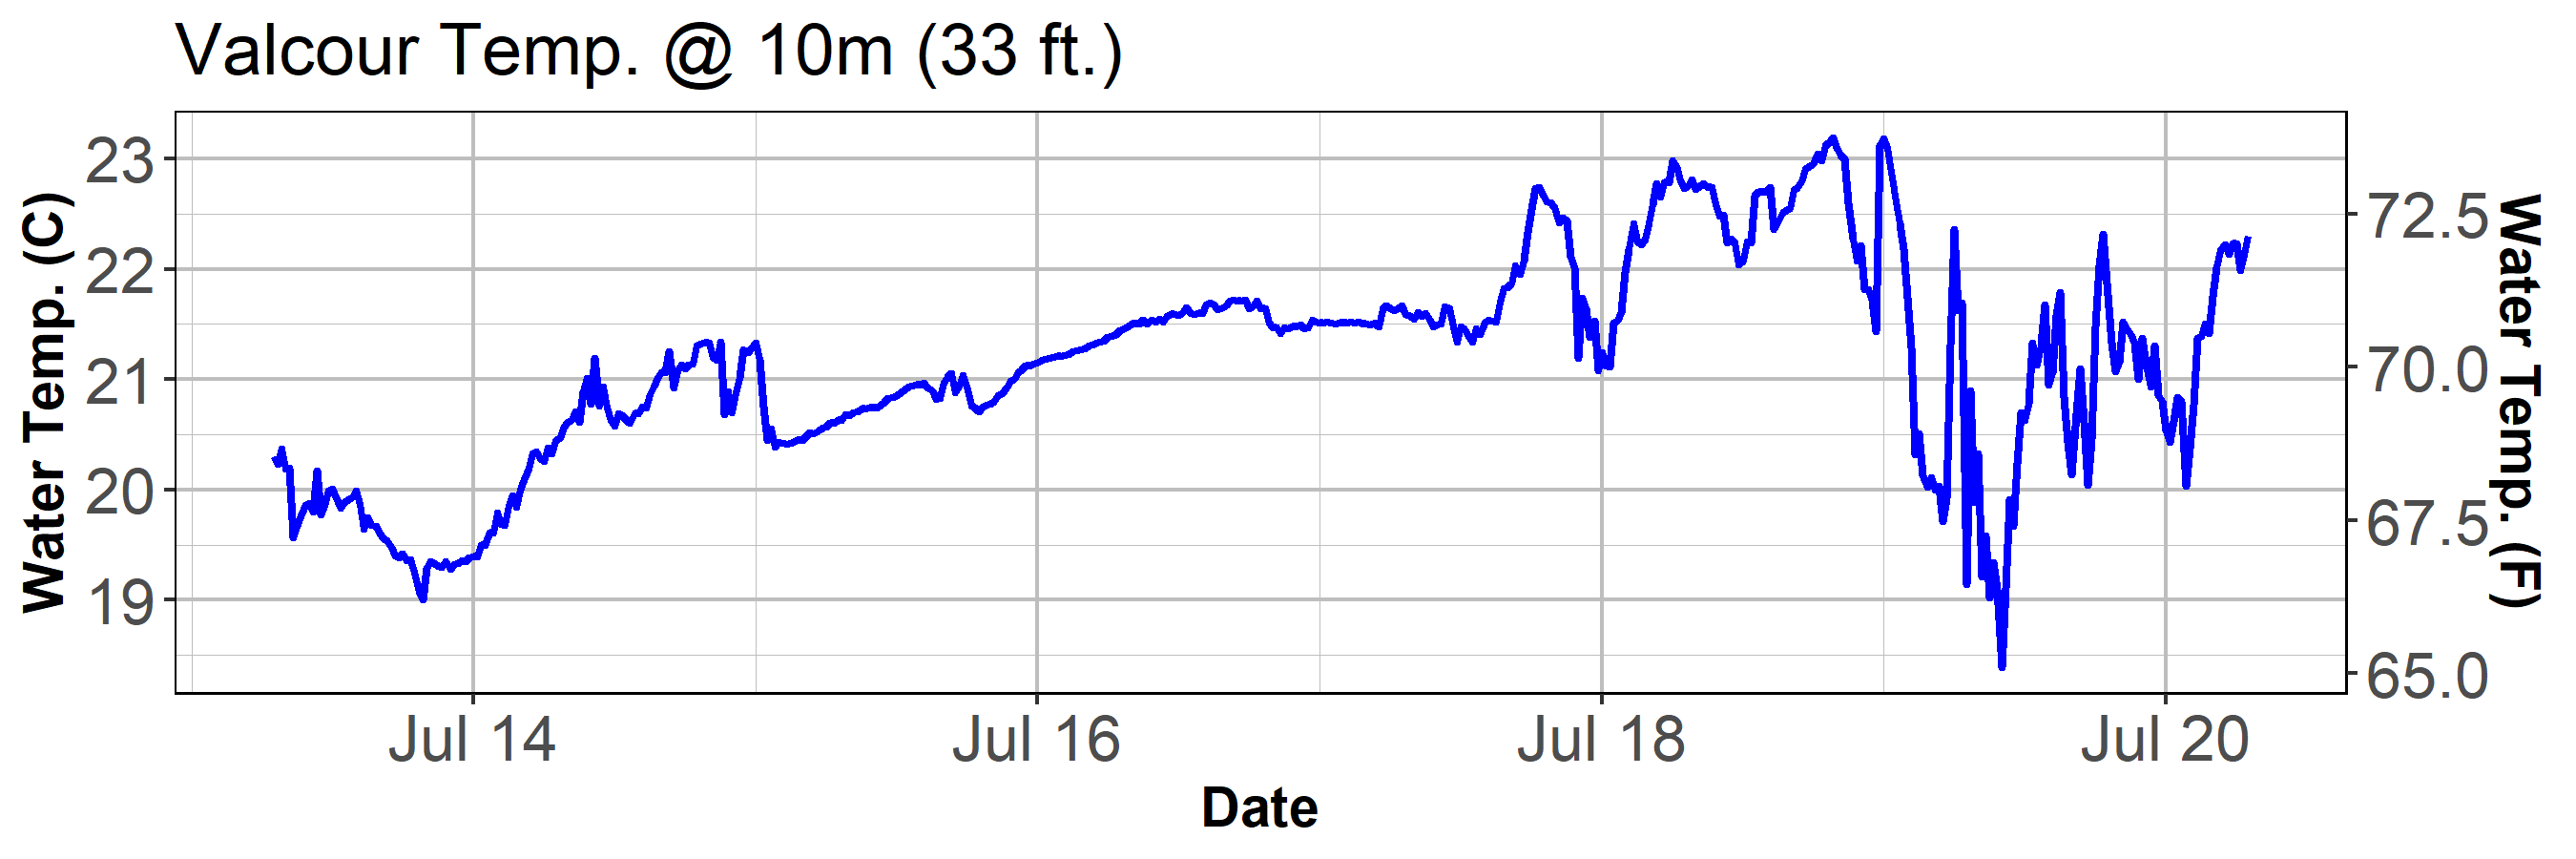 Valcour Temp. @ 10m (33 ft.)
Water Temp. (C)
23
22
21
20
19
72.5
70.0
67.5
65.0
Water Temp. (F)
Jul 14 Jul 16 Jul 18 Jul 20
Date